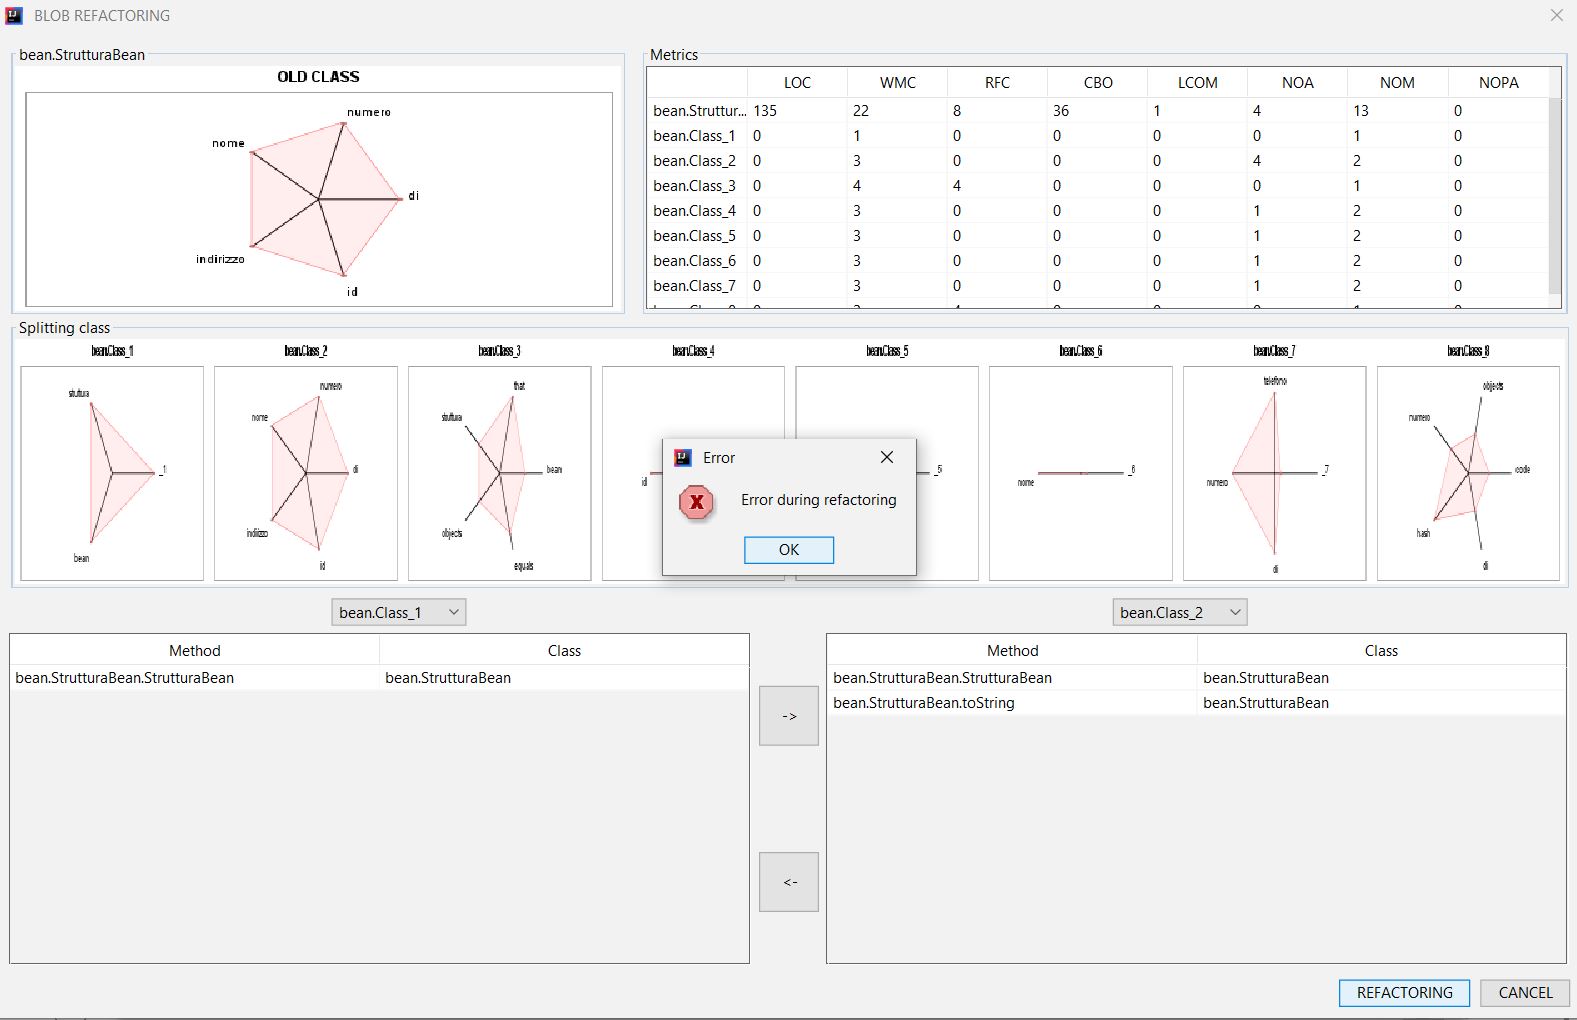 BLOB REFACTORING
bean.StrutturaBean
OLD CLASS
numero
nome
di
indirizzo
id
Metrics
LOC WMC RFC CBO LCOM NOA NOM NOPA
bean.Struttur... 135 22 8 36 1 4 13 0
bean.Class_1 0 1 0 0 0 0 1 0
bean.Class_2 0 3 0 0 0 4 2 0
bean.Class_3 0 4 4 0 0 0 1 0
bean.Class_4 0 3 0 0 0 1 2 0
bean.Class_5 0 3 0 0 0 1 2 0
bean.Class_6 0 3 0 0 0 1 2 0
bean.Class_7 0 3 0 0 0 1 2 0
Splitting class
bean.Class_1 bean.Class_2 bean.Class_3 bean.Class_4 bean.Class_5 bean.Class_6 bean.Class_7 bean.Class_8
struttura
_1
bean
numero
nome
di
indirizzo
id
that
struttura
bean
objects
equals
id
_5
_6
nome
telefono
_7
numero
di
objects
numero
code
hash
di
Error
Error during refactoring
OK
bean.Class_1
bean.Class_2
Method Class
bean.StrutturaBean.StrutturaBean bean.StrutturaBean
->
<-
Method Class
bean.StrutturaBean.StrutturaBean bean.StrutturaBean
bean.StrutturaBean.toString bean.StrutturaBean
REFACTORING CANCEL